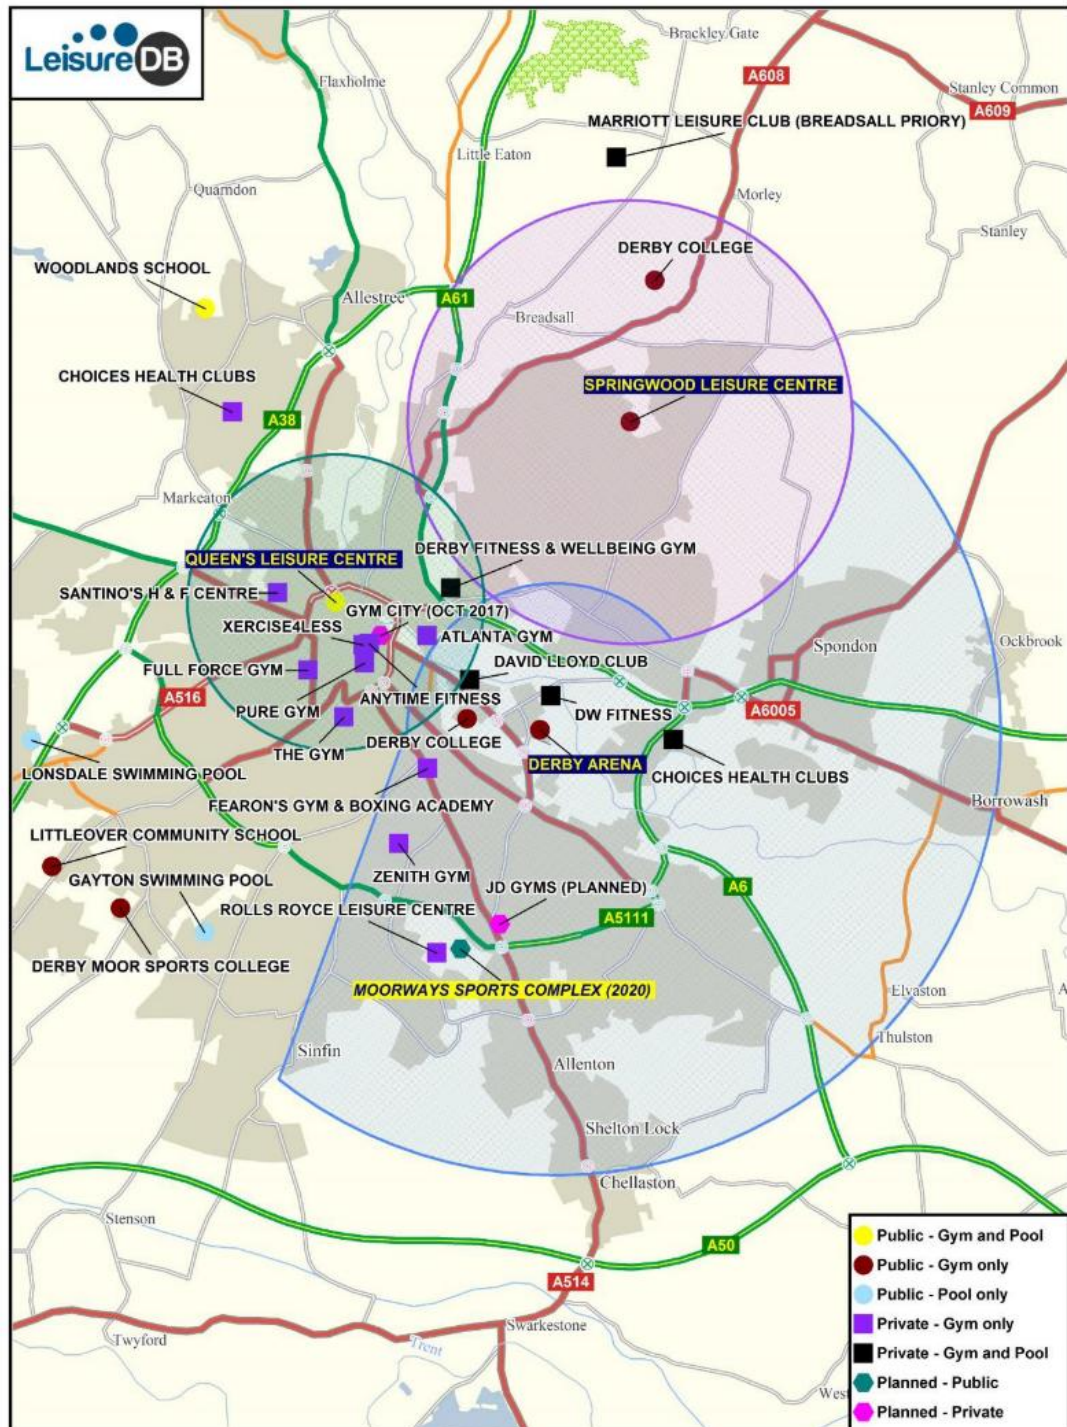 LeisureDB
Brackley Gate
A608
Stanley Common
A609
Flaxholme
MARRIOTT LEISURE CLUB (BREADSALL PRIORY)
Little Eaton
Quarndon
Morley
Stanley
DERBY COLLEGE
WOODLANDS SCHOOL
Allestree
A61
Breadsall
CHOICES HEALTH CLUBS
SPRINGWOOD LEISURE CENTRE
A38
Markeaton
QUEEN'S LEISURE CENTRE
DERBY FITNESS & WELLBEING GYM
SANTINO'S H & F CENTRE
GYM CITY (OCT 2017)
XERCISE4LESS
ATLANTA GYM
Spondon
Ockbrook
FULL FORCE GYM
DAVID LLOYD CLUB
A516
ANYTIME FITNESS
PURE GYM
DW FITNESS
A6005
THE GYM
DERBY COLLEGE
DERBY ARENA
LONSDALE SWIMMING POOL
CHOICES HEALTH CLUBS
FEARON'S GYM & BOXING ACADEMY
Borrowash
LITTLEOVER COMMUNITY SCHOOL
ZENITH GYM
GAYTON SWIMMING POOL
JD GYMS (PLANNED)
A6
ROLLS ROYCE LEISURE CENTRE
A5111
DERBY MOOR SPORTS COLLEGE
MOORWAYS SPORTS COMPLEX (2020)
Elvaston
Thulston
Sinfin
Allenton
Shelton Lock
Chellaston
Stenson
A50
A514
Swarkestone
Twyford
Trent
Public - Gym and Pool
Public - Gym only
Public - Pool only
Private - Gym only
Private - Gym and Pool
Planned - Public
Planned - Private